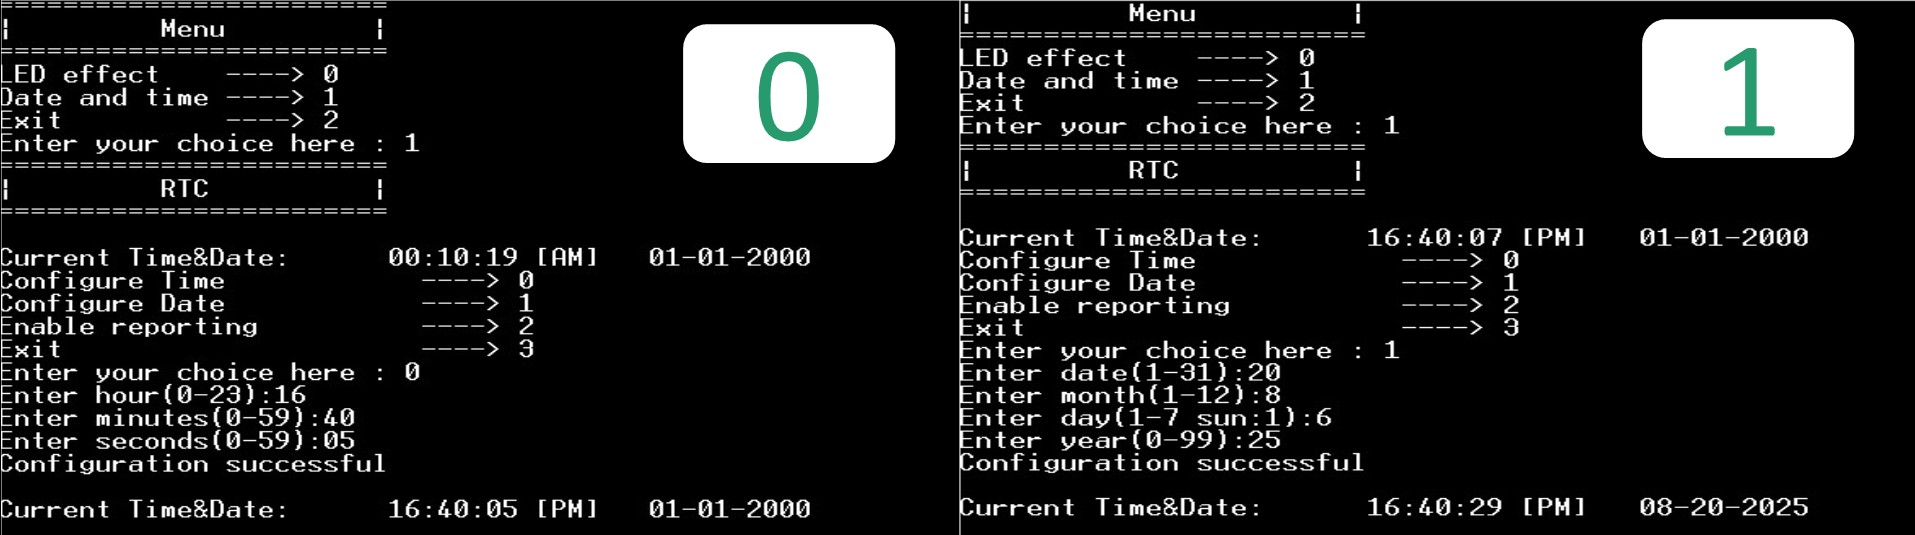 =========================
|         Menu         |
=========================
LED effect    ----> 0
Date and time ----> 1
Exit          ----> 2
Enter your choice here : 1
=========================
|         RTC          |
=========================
Current Time&Date:      00:10:19 [AM]   01-01-2000
Configure Time            ----> 0
Configure Date            ----> 1
Enable reporting          ----> 2
Exit                      ----> 3
Enter your choice here : 0
Enter hour(0-23):16
Enter minutes(0-59):40
Enter seconds(0-59):05
Configuration successful
Current Time&Date:      16:40:05 [PM]   01-01-2000
0
|         Menu         |
=========================
LED effect    ----> 0
Date and time ----> 1
Exit          ----> 2
Enter your choice here : 1
=========================
|         RTC          |
=========================
Current Time&Date:      16:40:07 [PM]   01-01-2000
Configure Time            ----> 0
Configure Date            ----> 1
Enable reporting          ----> 2
Exit                      ----> 3
Enter your choice here : 1
Enter date(1-31):20
Enter month(1-12):8
Enter day(1-7 sun:1):6
Enter year(0-99):25
Configuration successful
Current Time&Date:      16:40:29 [PM]   08-20-2025
1